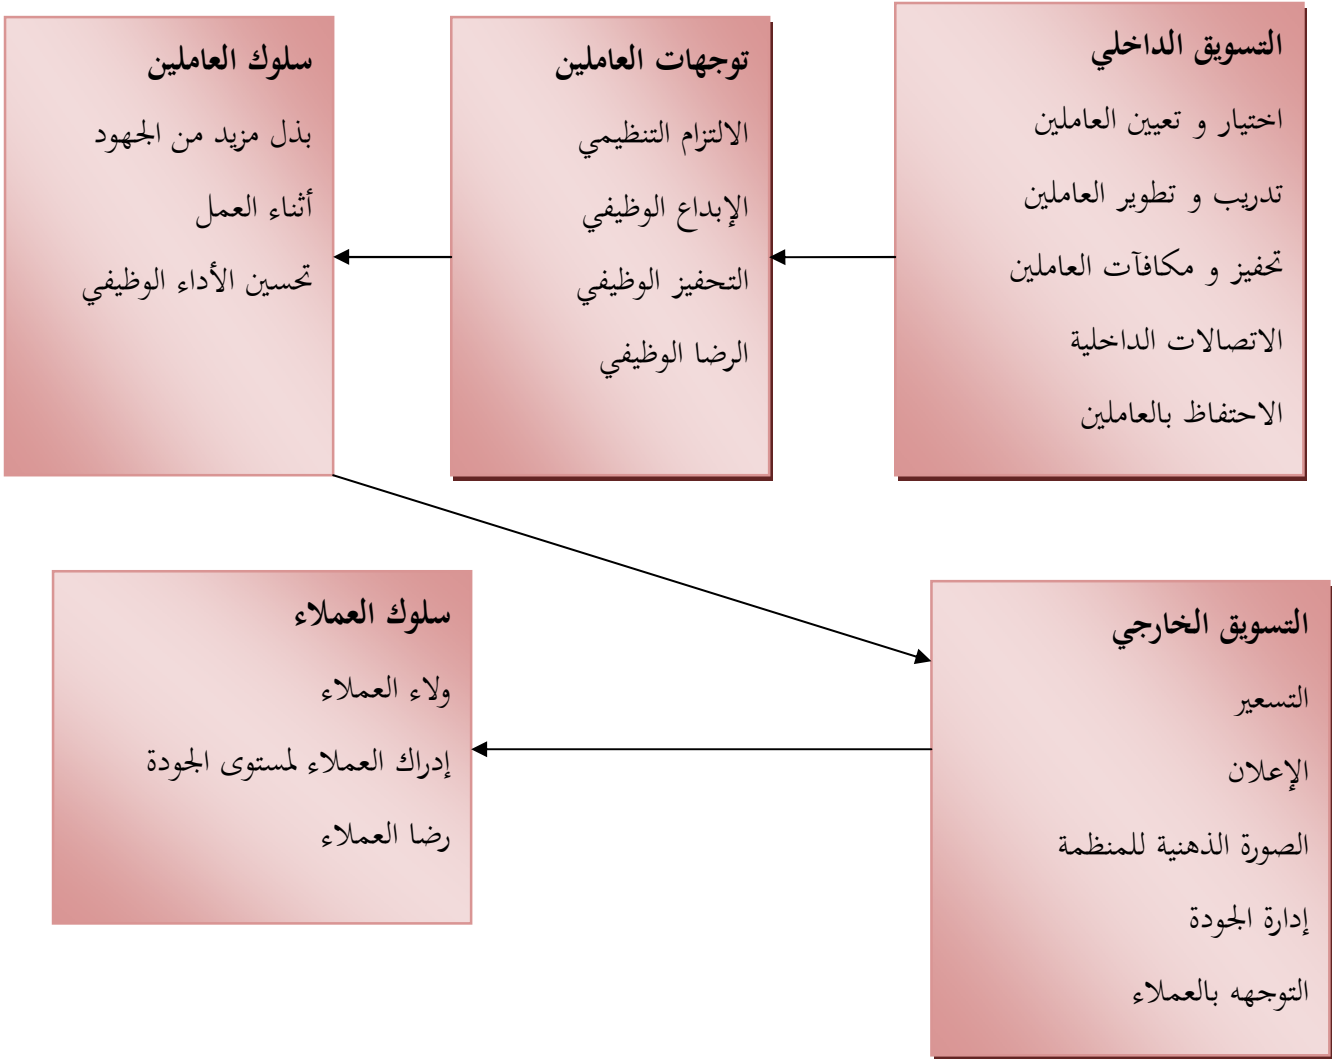 التسويق الداخلي
اختيار و تعيين العاملين
تدريب و تطوير العاملين
تحفيز و مكافآت العاملين
الاتصالات الداخلية
الاحتفاظ بالعاملين
توجهات العاملين
الالتزام التنظيمي
الإبداع الوظيفي
التحفيز الوظيفي
الرضا الوظيفي
سلوك العاملين
بذل مزيد من الجهود
أثناء العمل
تحسين الأداء الوظيفي
التسويق الخارجي
التسعير
الإعلان
الصورة الذهنية للمنظمة
إدارة الجودة
التوجهه بالعملاء
سلوك العملاء
ولاء العملاء
إدراك العملاء لمستوى الجودة
رضا العملاء